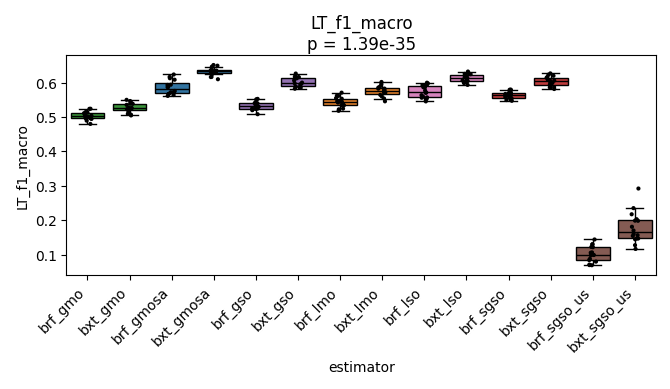 LT_f1_macro
p = 1.39e-35
LT_f1_macro
0.6
0.5
0.4
0.3
0.2
0.1
brf_gmo
bxt_gmo
brf_gmosa
bxt_gmosa
brf_gso
bxt_gso
brf_lmo
bxt_lmo
brf_lso
bxt_lso
brf_sgso
bxt_sgso
brf_sgso_us
bxt_sgso_us
estimator